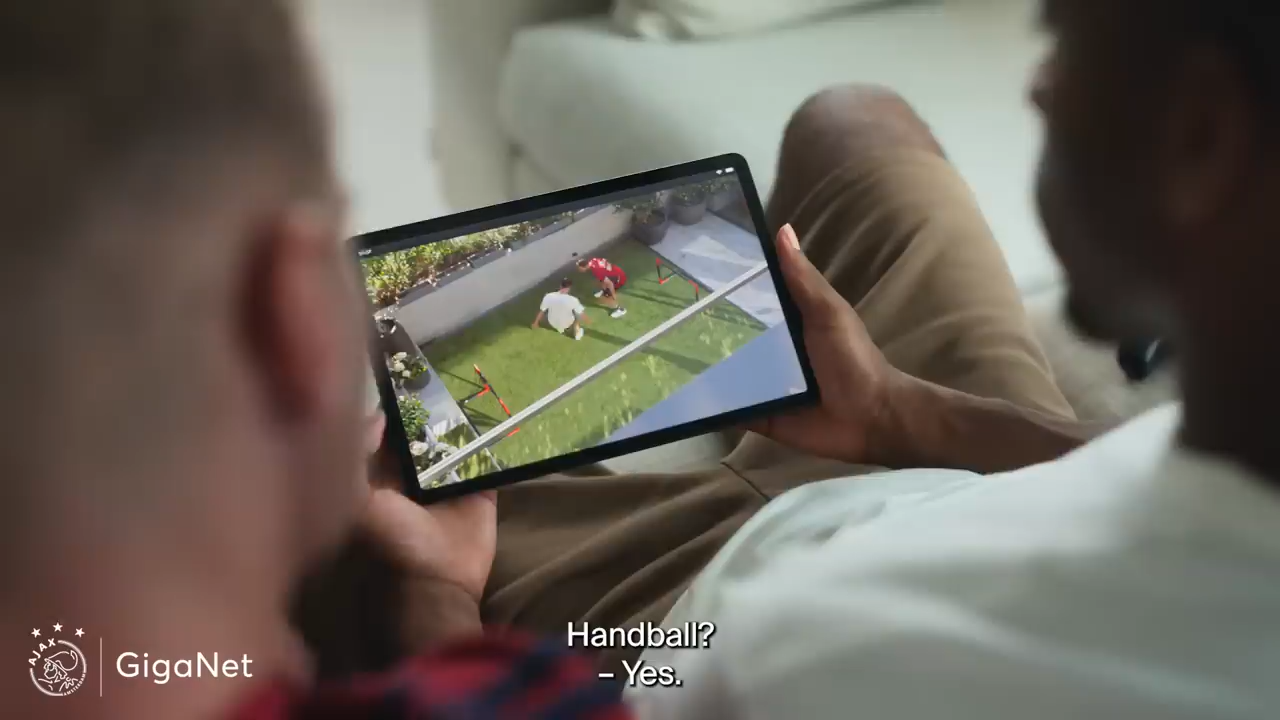 AJAX
GigaNet
Handball?
– Yes.